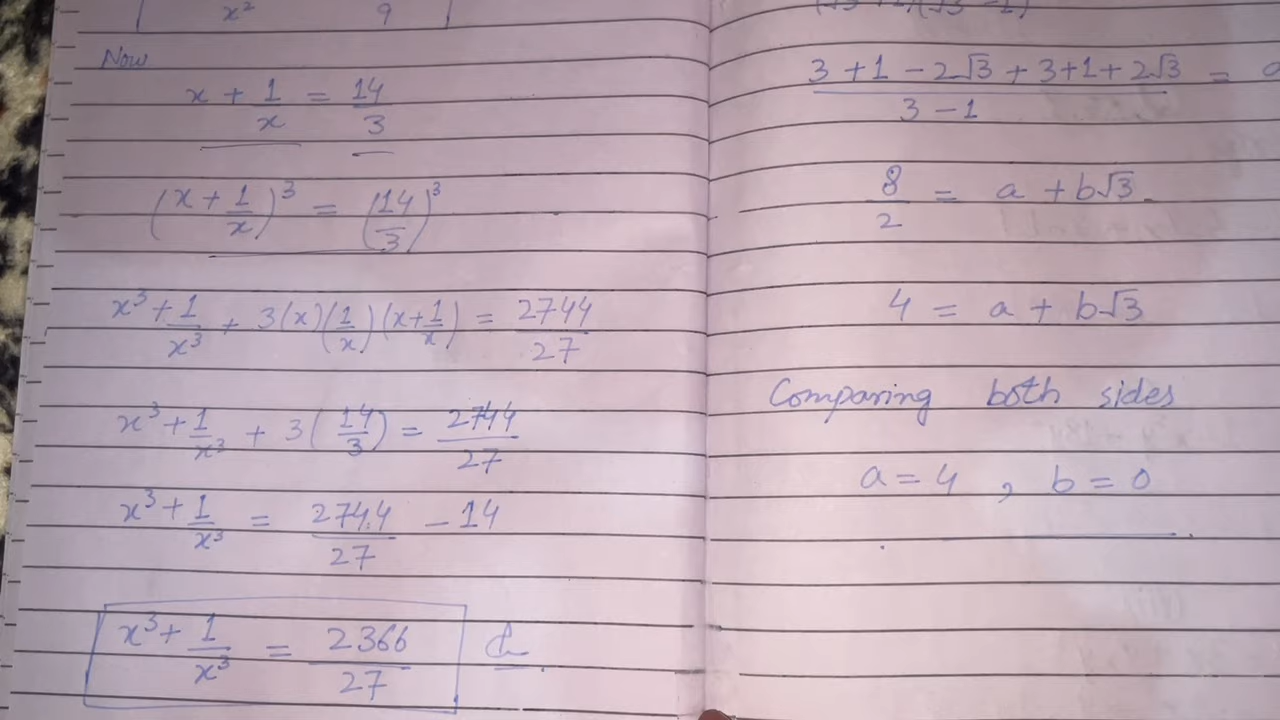 x² 9
Now
x + 1/x = 14/3
(x + 1/x)³ = (14/3)³
x³ + 1/x³ + 3(x)(1/x)(x + 1/x) = 2744/27
x³ + 1/x³ + 3(14/3) = 2744/27
x³ + 1/x³ = 2744/27 - 14
x³ + 1/x³ = 2366/27
(3 + 1 - 2√3 + 3 + 1 + 2√3)/(3 - 1) =
8/2 = a + b√3
4 = a + b√3
Comparing both sides
a = 4 , b = 0